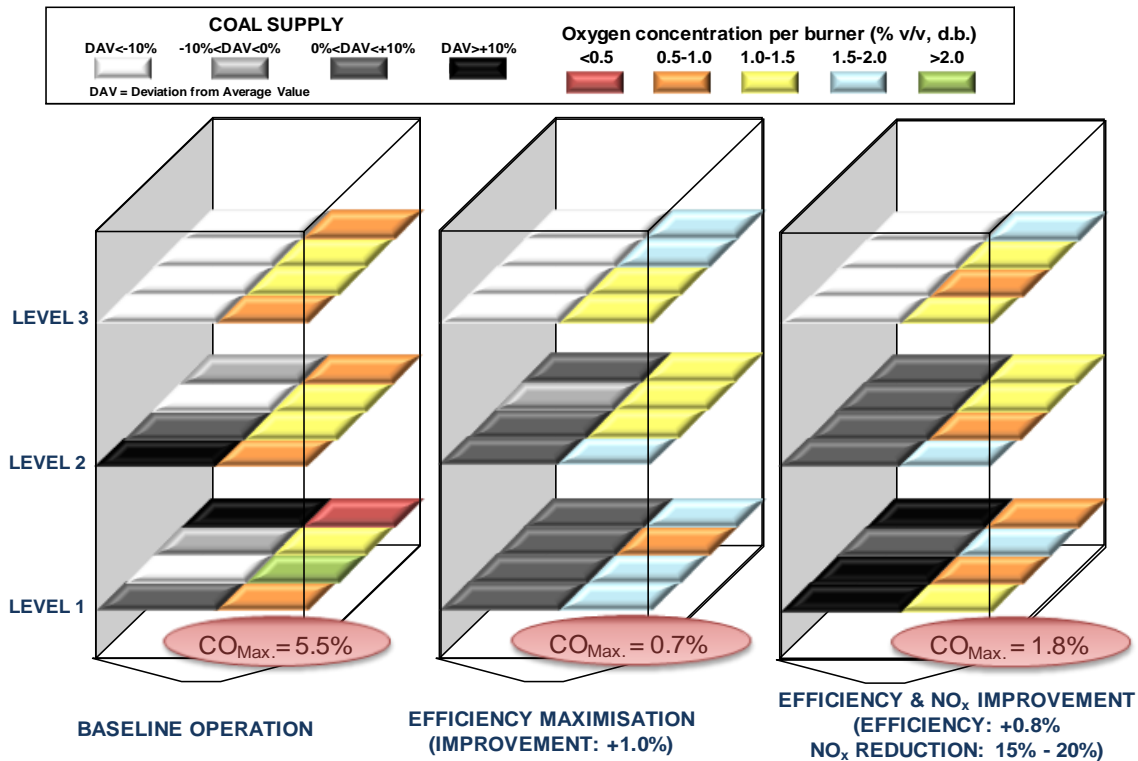 COAL SUPPLY
DAV<-10% -10%<DAV<0% 0%<DAV<+10% DAV>+10%
DAV = Deviation from Average Value
Oxygen concentration per burner (% v/v, d.b.)
<0.5 0.5-1.0 1.0-1.5 1.5-2.0 >2.0
LEVEL 3
LEVEL 2
LEVEL 1
COMax. = 5.5%
COMax. = 0.7%
COMax. = 1.8%
BASELINE OPERATION
EFFICIENCY MAXIMISATION
(IMPROVEMENT: +1.0%)
EFFICIENCY & NOx IMPROVEMENT
(EFFICIENCY: +0.8%
NOx REDUCTION: 15% - 20%)